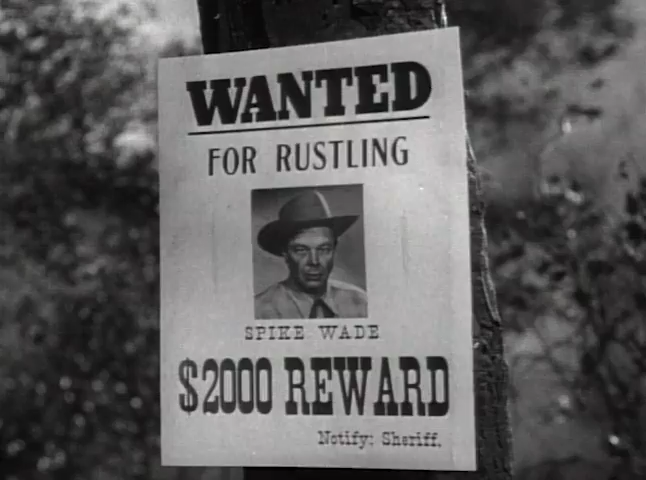 WANTED
FOR RUSTLING
SPIKE WADE
$2000 REWARD
Notify: Sheriff.